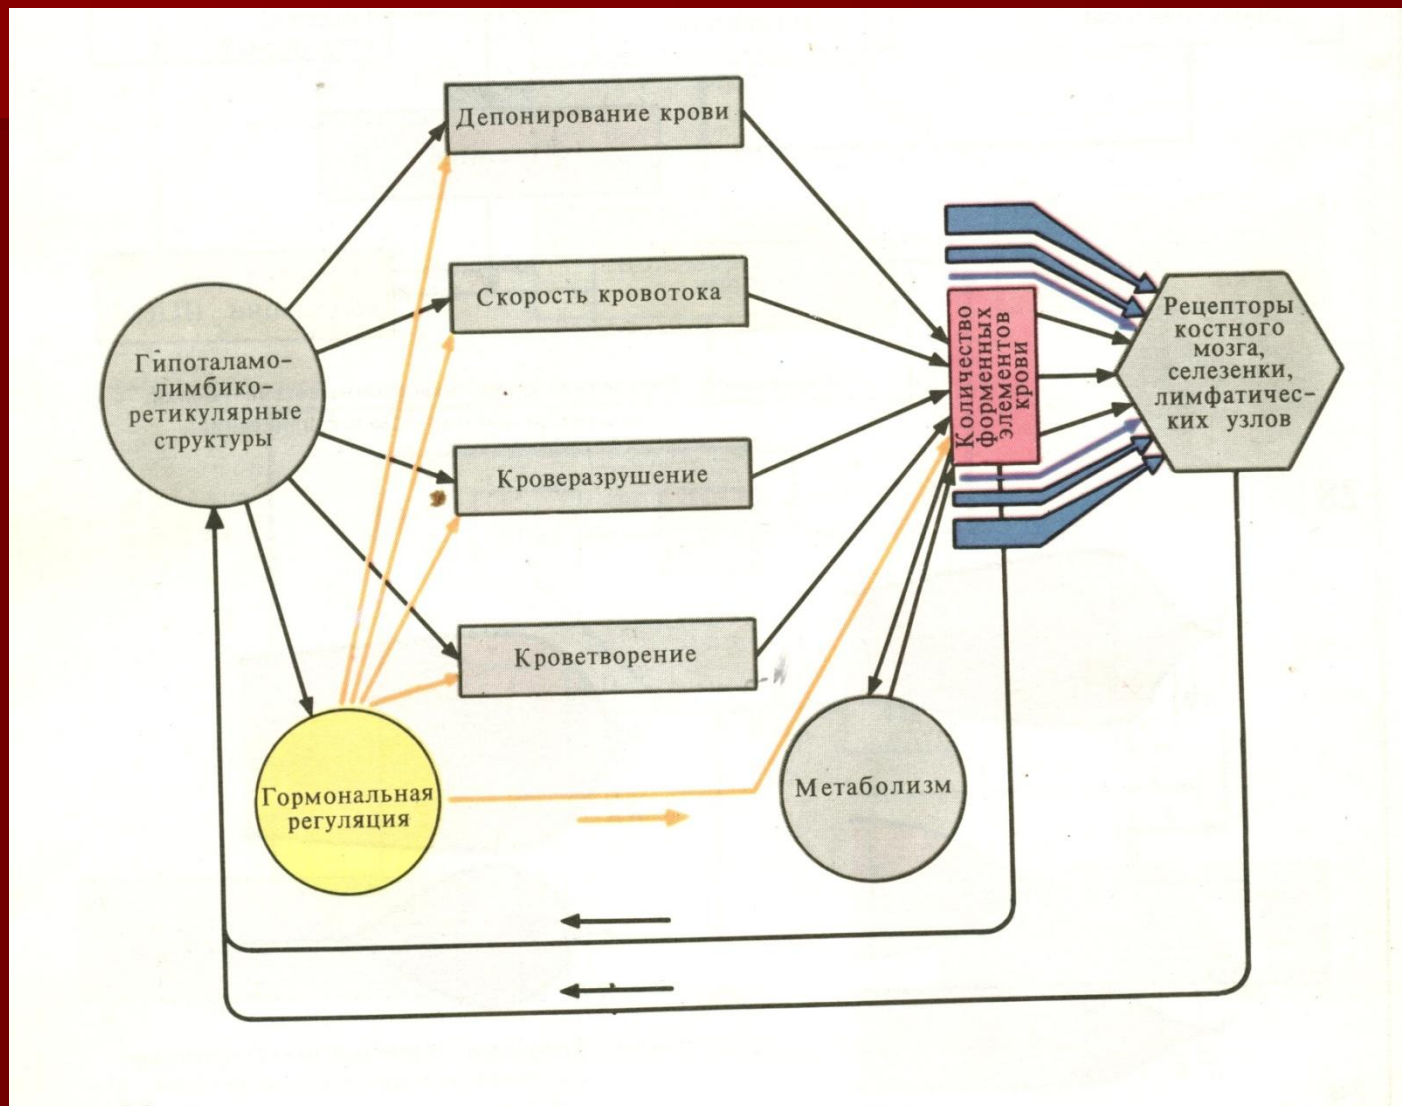 Депонирование крови
Скорость кровотока
Гипоталамо-
лимбико-
ретикулярные
структуры
Кроверазрушение
Кроветворение
Гормональная
регуляция
Количество
форменных
элементов
крови
Метаболизм
Рецепторы
костного
мозга,
селезенки,
лимфатичес-
ких узлов